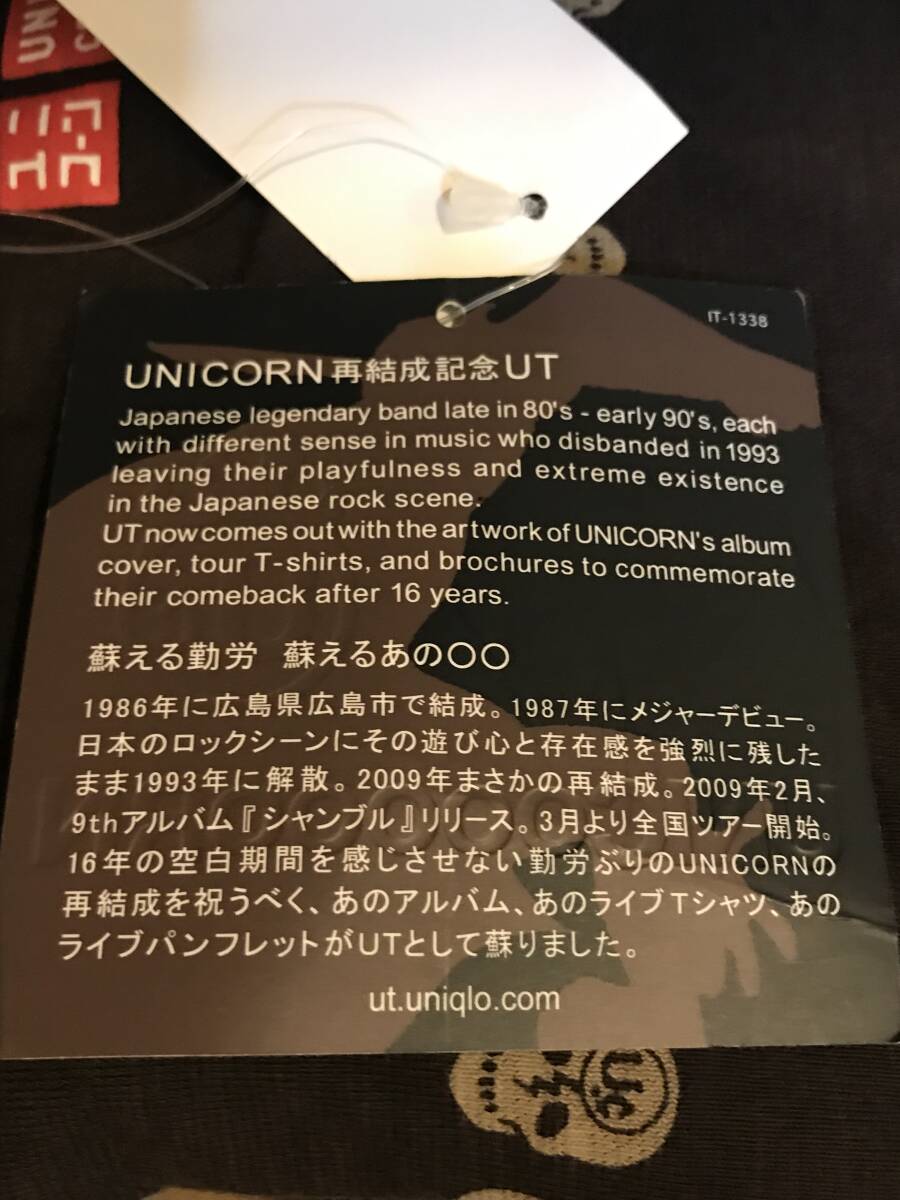 UNI
ユニ
クロ
IT-1338
UNICORN再結成記念UT
Japanese legendary band late in 80's - early 90's, each
with different sense in music who disbanded in 1993
leaving their playfulness and extreme existence
in the Japanese rock scene.
UT now comes out with the artwork of UNICORN's album
cover, tour T-shirts, and brochures to commemorate
their comeback after 16 years.
蘇える勤労 蘇えるあの〇〇
1986年に広島県広島市で結成。1987年にメジャーデビュー。
日本のロックシーンにその遊び心と存在感を強烈に残した
まま1993年に解散。2009年まさかの再結成。2009年2月、
9thアルバム『シャンブル』リリース。3月より全国ツアー開始。
16年の空白期間を感じさせない勤労ぶりのUNICORNの
再結成を祝うべく、あのアルバム、あのライブTシャツ、あの
ライブパンフレットがUTとして蘇りました。
ut.uniqlo.com
Uc